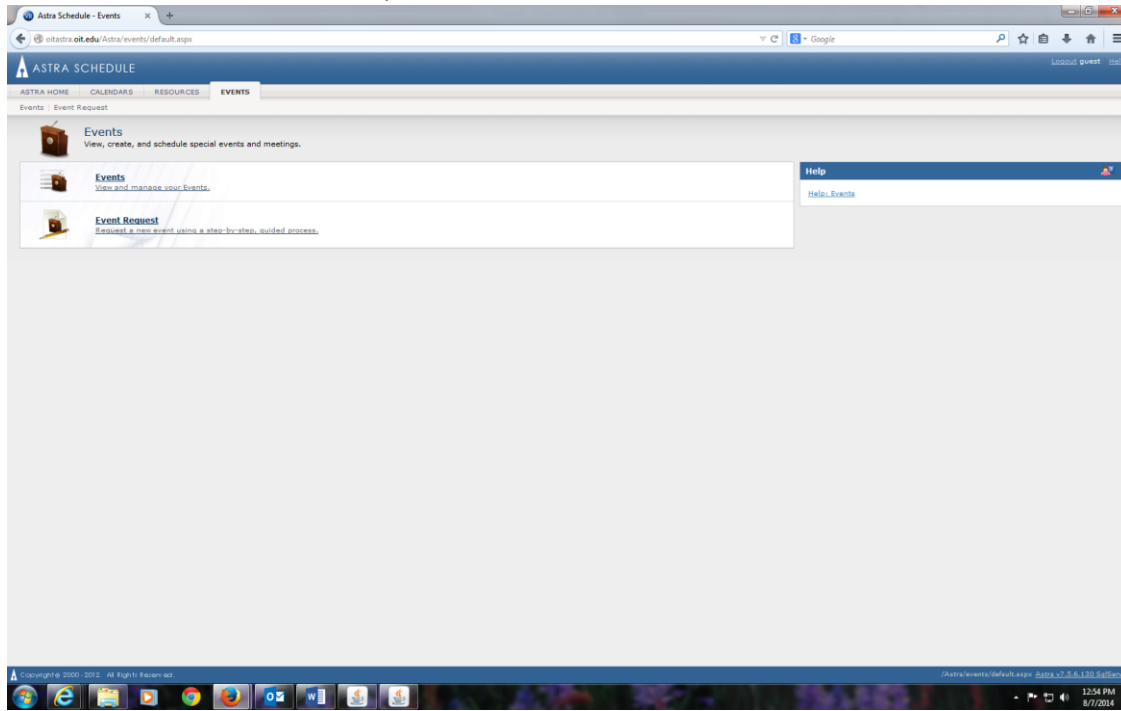 Astra Schedule - Events
oitastra.oit.edu/Astra/events/default.aspx
Google
ASTRA SCHEDULE
Logout guest
ASTRA HOME CALENDARS RESOURCES EVENTS
Events | Event Request
Events
View, create, and schedule special events and meetings.
Events
View and manage your Events.
Event Request
Request a new event using a step-by-step, guided process.
Help
Help: Events
Copyright© 2000 - 2012. All Rights Reserved.
/Astra/events/default.aspx Astra v7.5.6.130
12:54 PM
8/7/2014